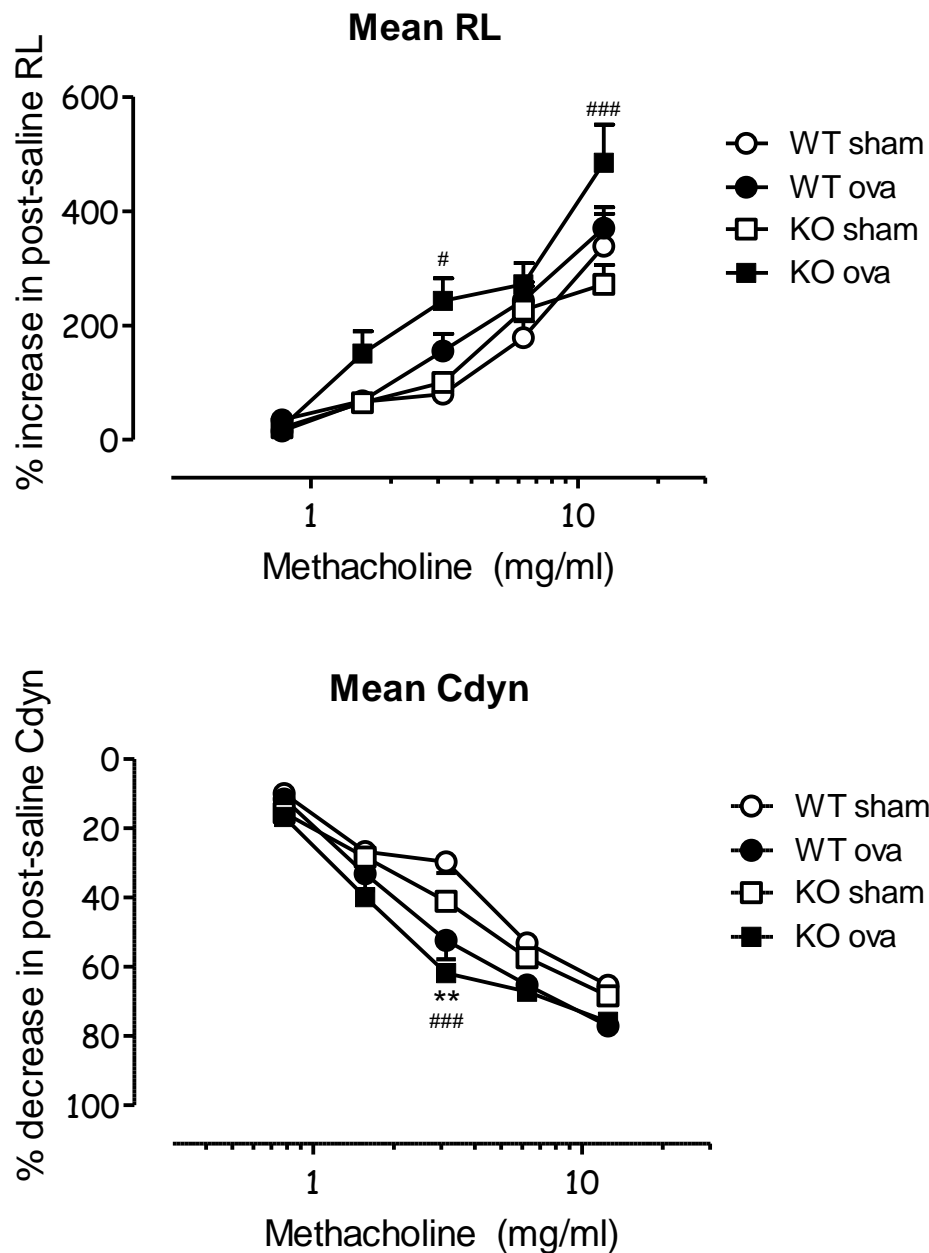 Mean RL
% increase in post-saline RL
600
400
200
0
#
###
WT sham
WT ova
KO sham
KO ova
1
10
Methacholine (mg/ml)
Mean Cdyn
% decrease in post-saline Cdyn
0
20
40
60
80
100
**
###
WT sham
WT ova
KO sham
KO ova
1
10
Methacholine (mg/ml)